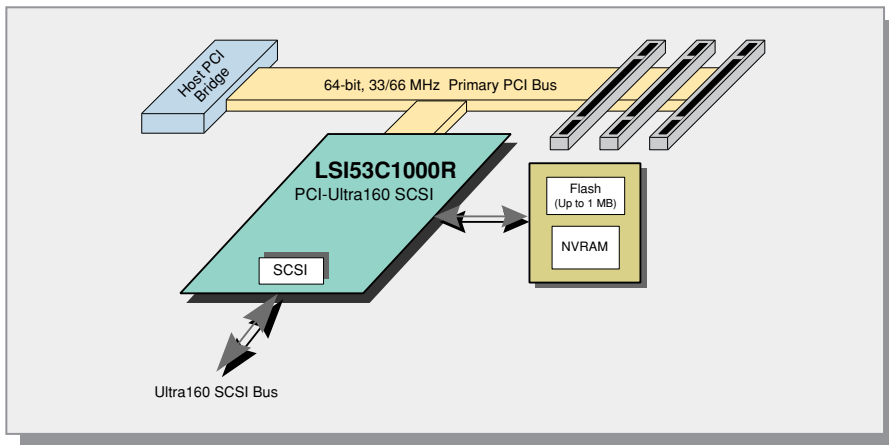 Host PCI
Bridge
64-bit, 33/66 MHz Primary PCI Bus
LSI53C1000R
PCI-Ultra160 SCSI
Flash
(Up to 1 MB)
NVRAM
SCSI
Ultra160 SCSI Bus